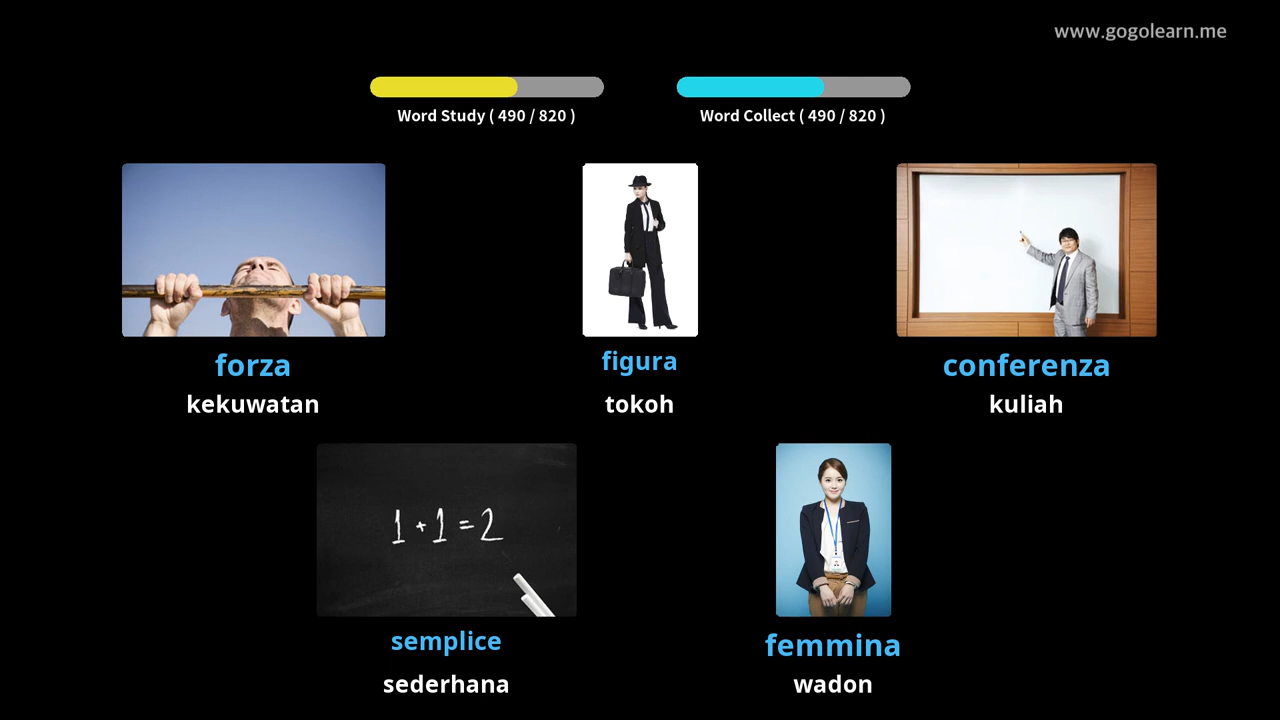 www.gogolearn.me
Word Study ( 490 / 820 )
Word Collect ( 490 / 820 )
forza
kekuwatan
figura
tokoh
conferenza
kuliah
1 + 1 = 2
semplice
sederhana
femmina
wadon